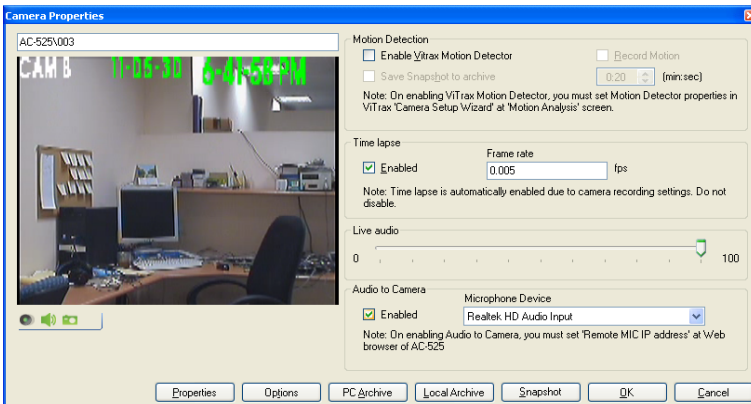 Camera Properties
AC-525\003
CAM B 11-05-30 6-41-58 PM
Motion Detection
Enable Vitrax Motion Detector
Record Motion
Save Snapshot to archive
0:20 (min:sec)
Note: On enabling ViTrax Motion Detector, you must set Motion Detector properties in
ViTrax 'Camera Setup Wizard' at 'Motion Analysis' screen.
Time lapse
Frame rate
Enabled
0.005 fps
Note: Time lapse is automatically enabled due to camera recording settings. Do not
disable.
Live audio
0 100
Audio to Camera
Microphone Device
Enabled
Realtek HD Audio Input
Note: On enabling Audio to Camera, you must set 'Remote MIC IP address' at Web
browser of AC-525
Properties Options PC Archive Local Archive Snapshot OK Cancel